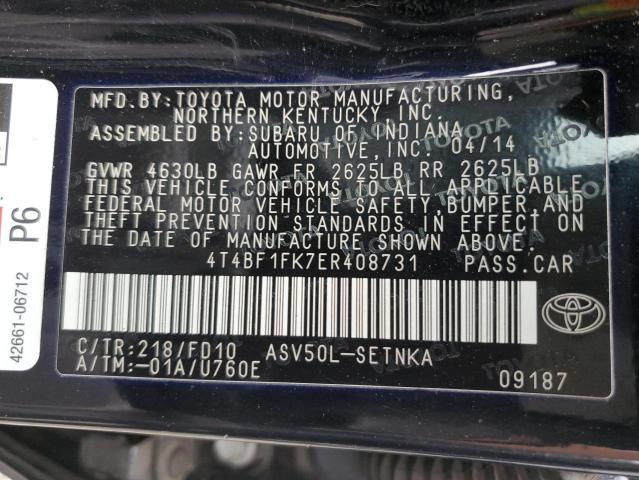 MFD.BY:TOYOTA MOTOR MANUFACTURING,
NORTHERN KENTUCKY,INC.
ASSEMBLED BY:SUBARU OF INDIANA
AUTOMOTIVE,INC. 04/14
GVWR 4630LB GAWR FR 2625LB RR 2625LB
THIS VEHICLE CONFORMS TO ALL APPLICABLE
FEDERAL MOTOR VEHICLE SAFETY,BUMPER,AND
THEFT PREVENTION STANDARDS IN EFFECT ON
THE DATE OF MANUFACTURE SHOWN ABOVE.
4T4BF1FK7ER408731 PASS.CAR
C/TR:218/FD10 ASV50L-SETNKA
A/TM:-01A/U760E
09187
42661-06712
P6